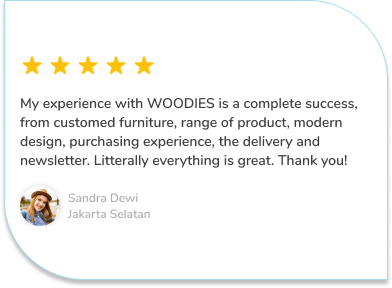 My experience with WOODIES is a complete success,
from customed furniture, range of product, modern
design, purchasing experience, the delivery and
newsletter. Litterally everything is great. Thank you!
Sandra Dewi
Jakarta Selatan